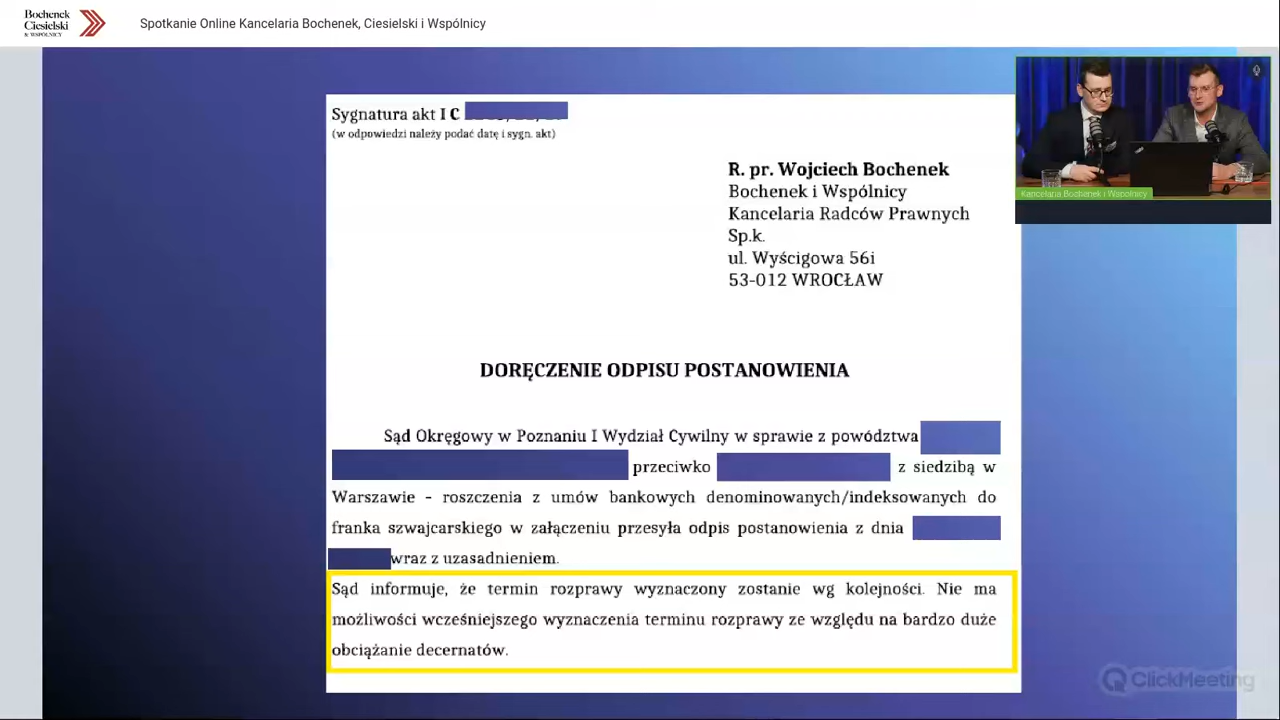 Bochenek
Ciesielski
& WSPÓLNICY
Spotkanie Online Kancelaria Bochenek, Ciesielski i Wspólnicy
Sygnatura akt I C
(w odpowiedzi należy podać datę i sygn. akt)
R. pr. Wojciech Bochenek
Bochenek i Wspólnicy
Kancelaria Radców Prawnych
Sp.k.
ul. Wyścigowa 56i
53-012 WROCŁAW
Kancelaria Bochenek i Wspólnicy
DORĘCZENIE ODPISU POSTANOWIENIA
Sąd Okręgowy w Poznaniu I Wydział Cywilny w sprawie z powództwa
przeciwko z siedzibą w
Warszawie - roszczenia z umów bankowych denominowanych/indeksowanych do
franka szwajcarskiego w załączeniu przesyła odpis postanowienia z dnia
wraz z uzasadnieniem.
Sąd informuje, że termin rozprawy wyznaczony zostanie wg kolejności. Nie ma
możliwości wcześniejszego wyznaczenia terminu rozprawy ze względu na bardzo duże
obciążanie decernatów.
ClickMeeting